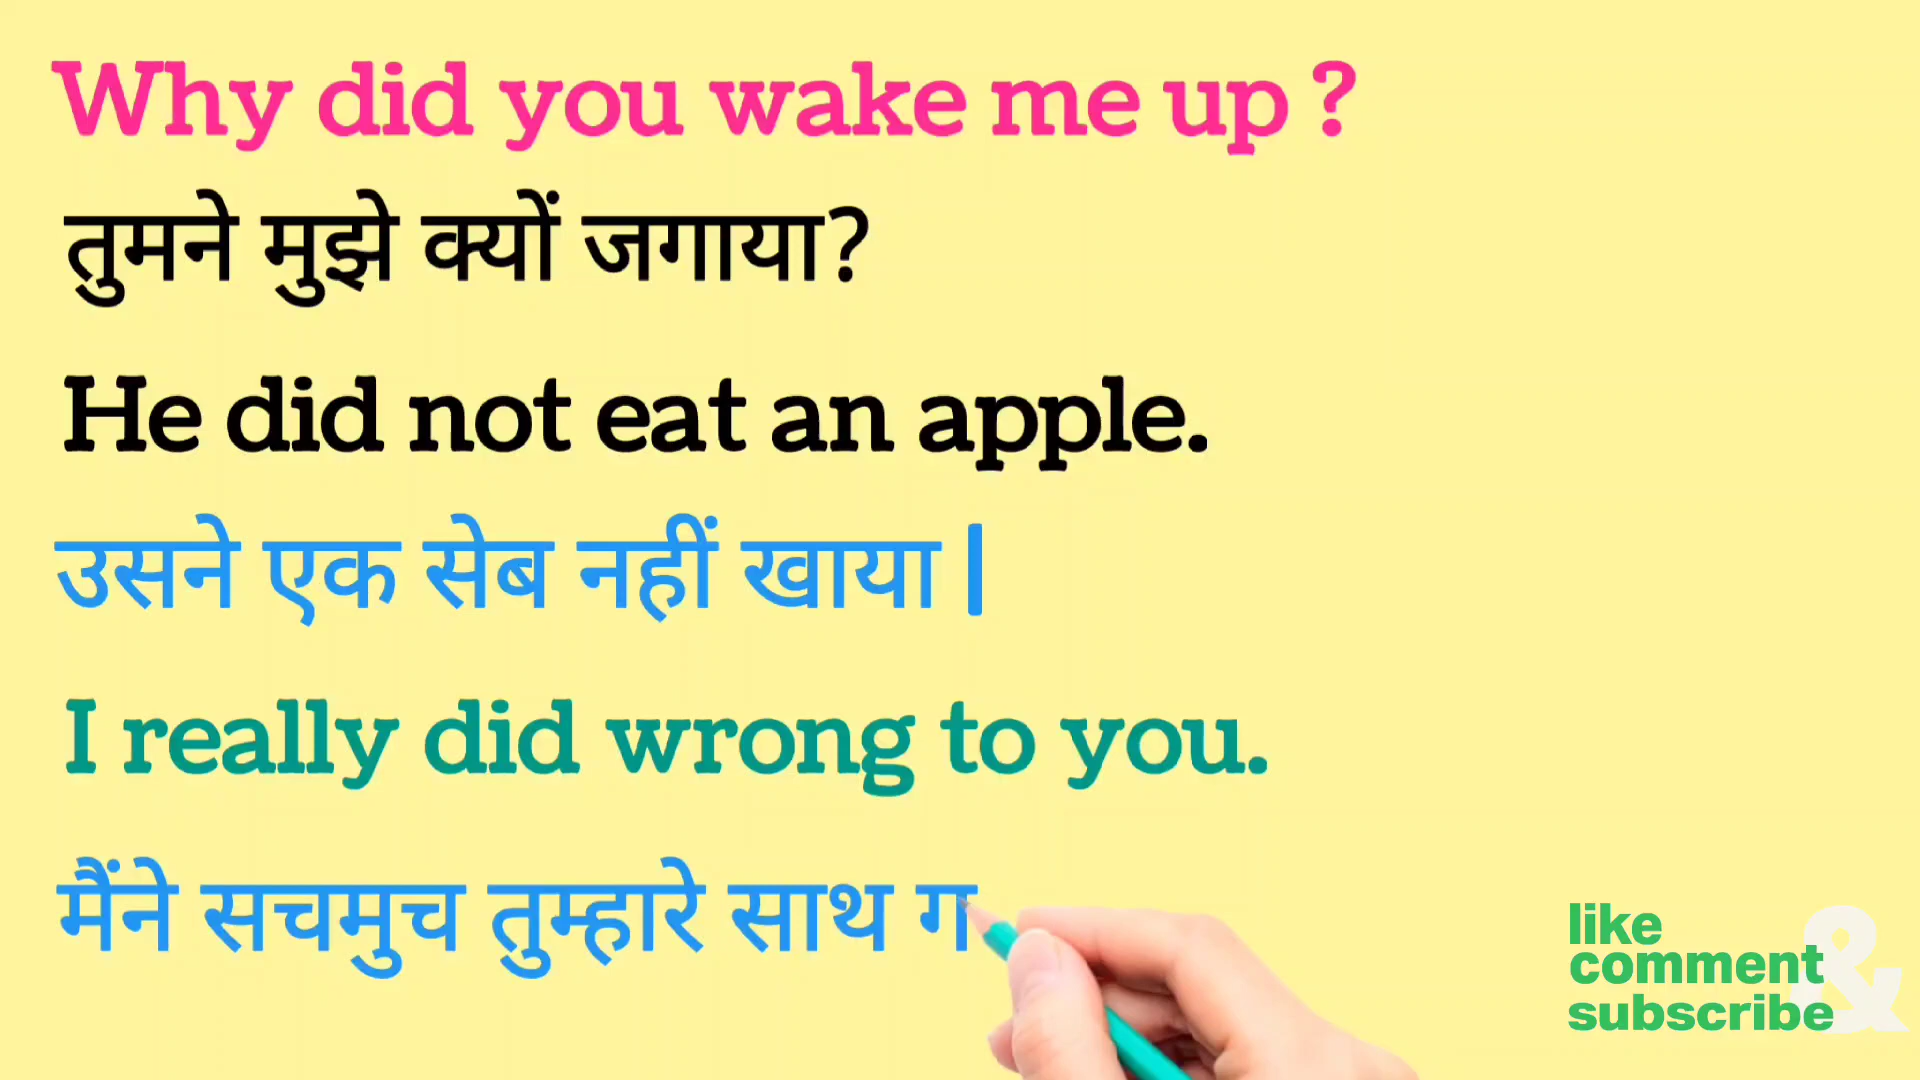 Why did you wake me up ?
तुमने मुझे क्यों जगाया?
He did not eat an apple.
उसने एक सेब नहीं खाया |
I really did wrong to you.
मैंने सचमुच तुम्हारे साथ ग
like
comment &
subscribe